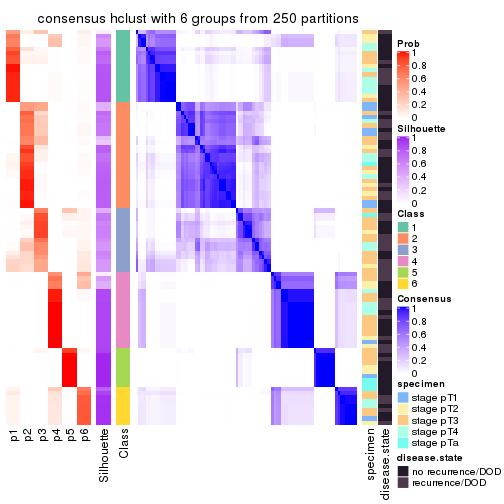 consensus hclust with 6 groups from 250 partitions
Prob
1
0.8
0.6
0.4
0.2
0
Silhouette
1
0.8
0.6
0.4
0.2
0
Class
1
2
3
4
5
6
Consensus
1
0.8
0.6
0.4
0.2
0
specimen
stage pT1
stage pT2
stage pT3
stage pT4
stage pTa
disease.state
no recurrence/DOD
recurrence/DOD
p1
p2
p3
p4
p5
p6
Silhouette
Class
specimen
disease.state